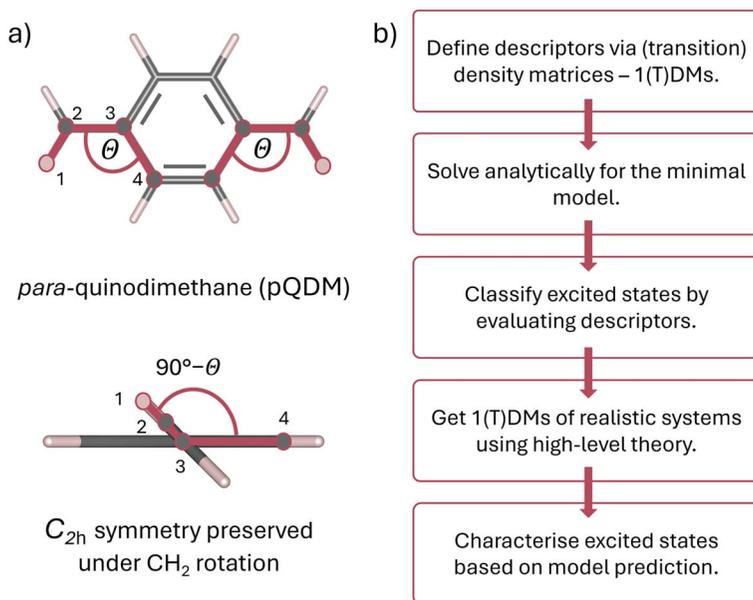 a)
2
3
Θ
Θ
1
4
para-quinodimethane (pQDM)
90°−Θ
1
2
4
3
C2h symmetry preserved
under CH2 rotation
b)
Define descriptors via (transition)
density matrices – 1(T)DMs.
Solve analytically for the minimal
model.
Classify excited states by
evaluating descriptors.
Get 1(T)DMs of realistic systems
using high-level theory.
Characterise excited states
based on model prediction.